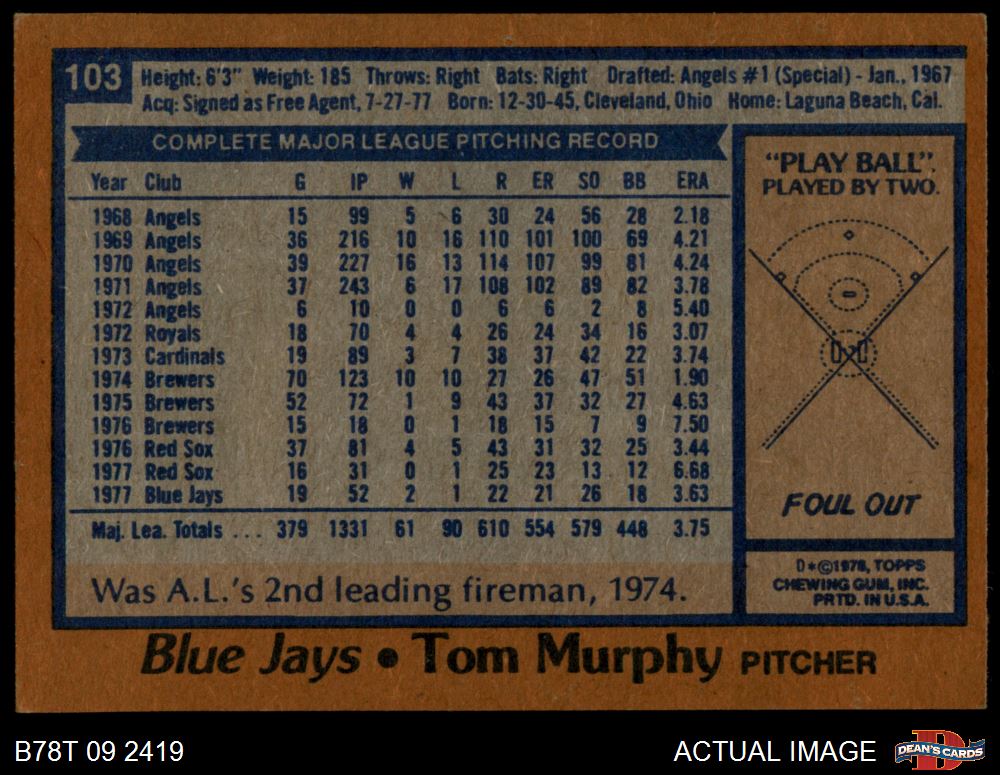 103
Height: 6'3" Weight: 185 Throws: Right Bats: Right Drafted: Angels #1 (Special) - Jan., 1967
Acq: Signed as Free Agent, 7-27-77 Born: 12-30-45, Cleveland, Ohio Home: Laguna Beach, Cal.
COMPLETE MAJOR LEAGUE PITCHING RECORD
Year Club G IP W L R ER SO BB ERA
1968 Angels 15 99 5 6 30 24 56 28 2.18
1969 Angels 36 216 10 16 110 101 100 69 4.21
1970 Angels 39 227 16 13 114 107 99 81 4.24
1971 Angels 37 243 6 17 108 102 89 82 3.78
1972 Angels 6 10 0 0 6 6 2 8 5.40
1972 Royals 18 70 4 4 26 24 34 16 3.07
1973 Cardinals 19 89 3 7 38 37 42 22 3.74
1974 Brewers 70 123 10 10 27 26 47 51 1.90
1975 Brewers 52 72 1 9 43 37 32 27 4.63
1976 Brewers 15 18 0 1 18 15 7 9 7.50
1976 Red Sox 37 81 4 5 43 31 32 25 3.44
1977 Red Sox 16 31 0 1 25 23 13 12 6.68
1977 Blue Jays 19 52 2 1 22 21 26 18 3.63
Maj. Lea. Totals ... 379 1331 61 90 610 554 579 448 3.75
Was A.L.'s 2nd leading fireman, 1974.
"PLAY BALL".
PLAYED BY TWO.
FOUL OUT
D*©1978, TOPPS
CHEWING GUM, INC.
PRTD. IN U.S.A.
Blue Jays • Tom Murphy PITCHER
B78T 09 2419
ACTUAL IMAGE
D
DEAN'S CARDS